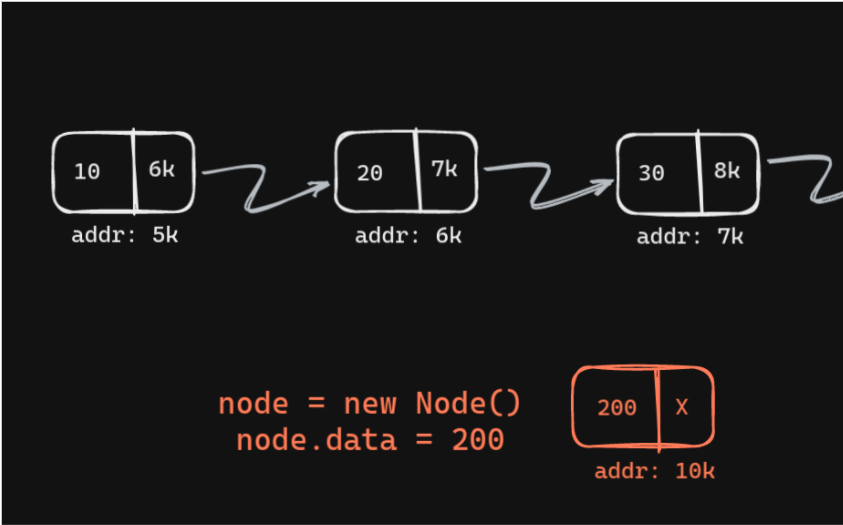 10 6k
20 7k
30 8k
addr: 5k
addr: 6k
addr: 7k
node = new Node()
node.data = 200
200 X
addr: 10k